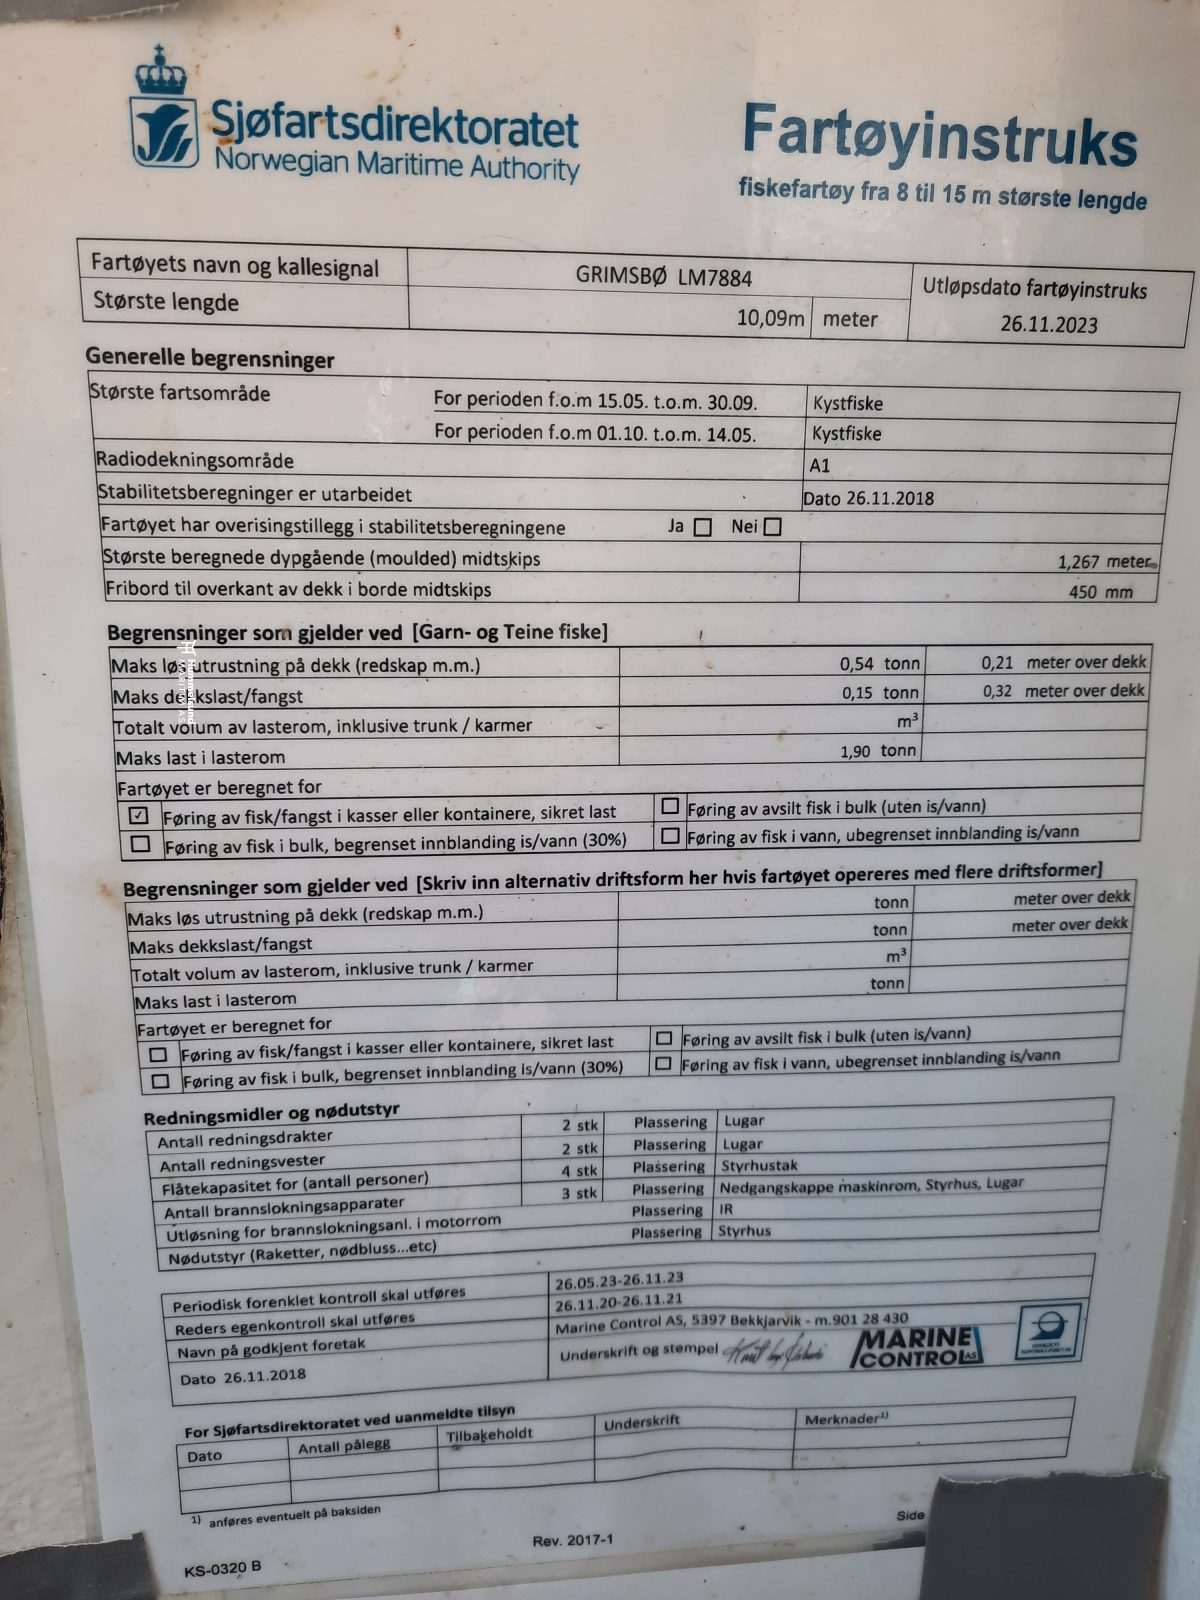 Sjøfartsdirektoratet
Norwegian Maritime Authority
Fartøyinstruks
fiskefartøy fra 8 til 15 m største lengde
Fartøyets navn og kallesignal GRIMSBØ LM7884 Utløpsdato fartøyinstruks
Største lengde 10,09m meter 26.11.2023
Generelle begrensninger
Største fartsområde For perioden f.o.m 15.05. t.o.m. 30.09. Kystfiske
For perioden f.o.m 01.10. t.o.m. 14.05. Kystfiske
Radiodekningsområde A1
Stabilitetsberegninger er utarbeidet Dato 26.11.2018
Fartøyet har overisingstillegg i stabilitetsberegningene Ja ☐ Nei ☐
Største beregnede dypgående (moulded) midtskips 1,267 meter
Fribord til overkant av dekk i borde midtskips 450 mm
Begrensninger som gjelder ved [Garn- og Teine fiske]
Maks løs utrustning på dekk (redskap m.m.) 0,54 tonn 0,21 meter over dekk
Maks dekkslast/fangst 0,15 tonn 0,32 meter over dekk
Totalt volum av lasterom, inklusive trunk / karmer m³
Maks last i lasterom 1,90 tonn
Fartøyet er beregnet for
☑ Føring av fisk/fangst i kasser eller kontainere, sikret last ☐ Føring av avsilt fisk i bulk (uten is/vann)
☐ Føring av fisk i bulk, begrenset innblanding is/vann (30%) ☐ Føring av fisk i vann, ubegrenset innblanding is/vann
Begrensninger som gjelder ved [Skriv inn alternativ driftsform her hvis fartøyet opereres med flere driftsformer]
Maks løs utrustning på dekk (redskap m.m.) tonn meter over dekk
Maks dekkslast/fangst tonn meter over dekk
Totalt volum av lasterom, inklusive trunk / karmer m³
Maks last i lasterom tonn
Fartøyet er beregnet for
☐ Føring av fisk/fangst i kasser eller kontainere, sikret last ☐ Føring av avsilt fisk i bulk (uten is/vann)
☐ Føring av fisk i bulk, begrenset innblanding is/vann (30%) ☐ Føring av fisk i vann, ubegrenset innblanding is/vann
Redningsmidler og nødutstyr
Antall redningsdrakter 2 stk Plassering Lugar
Antall redningsvester 2 stk Plassering Lugar
Flåtekapasitet for (antall personer) 4 stk Plassering Styrhustak
Antall brannslokningsapparater 3 stk Plassering Nedgangskappe maskinrom, Styrhus, Lugar
Utløsning for brannslokningsanl. i motorrom Plassering IR
Nødutstyr (Raketter, nødbluss...etc) Plassering Styrhus
Periodisk forenklet kontroll skal utføres 26.05.23-26.11.23
Reders egenkontroll skal utføres 26.11.20-26.11.21
Navn på godkjent foretak Marine Control AS, 5397 Bekkjarvik - m.901 28 430
Dato 26.11.2018 Underskrift og stempel
MARINE
CONTROL AS
For Sjøfartsdirektoratet ved uanmeldte tilsyn
Dato Antall pålegg Tilbakeholdt Underskrift Merknader¹⁾
¹⁾ anføres eventuelt på baksiden
Side
Rev. 2017-1
KS-0320 B